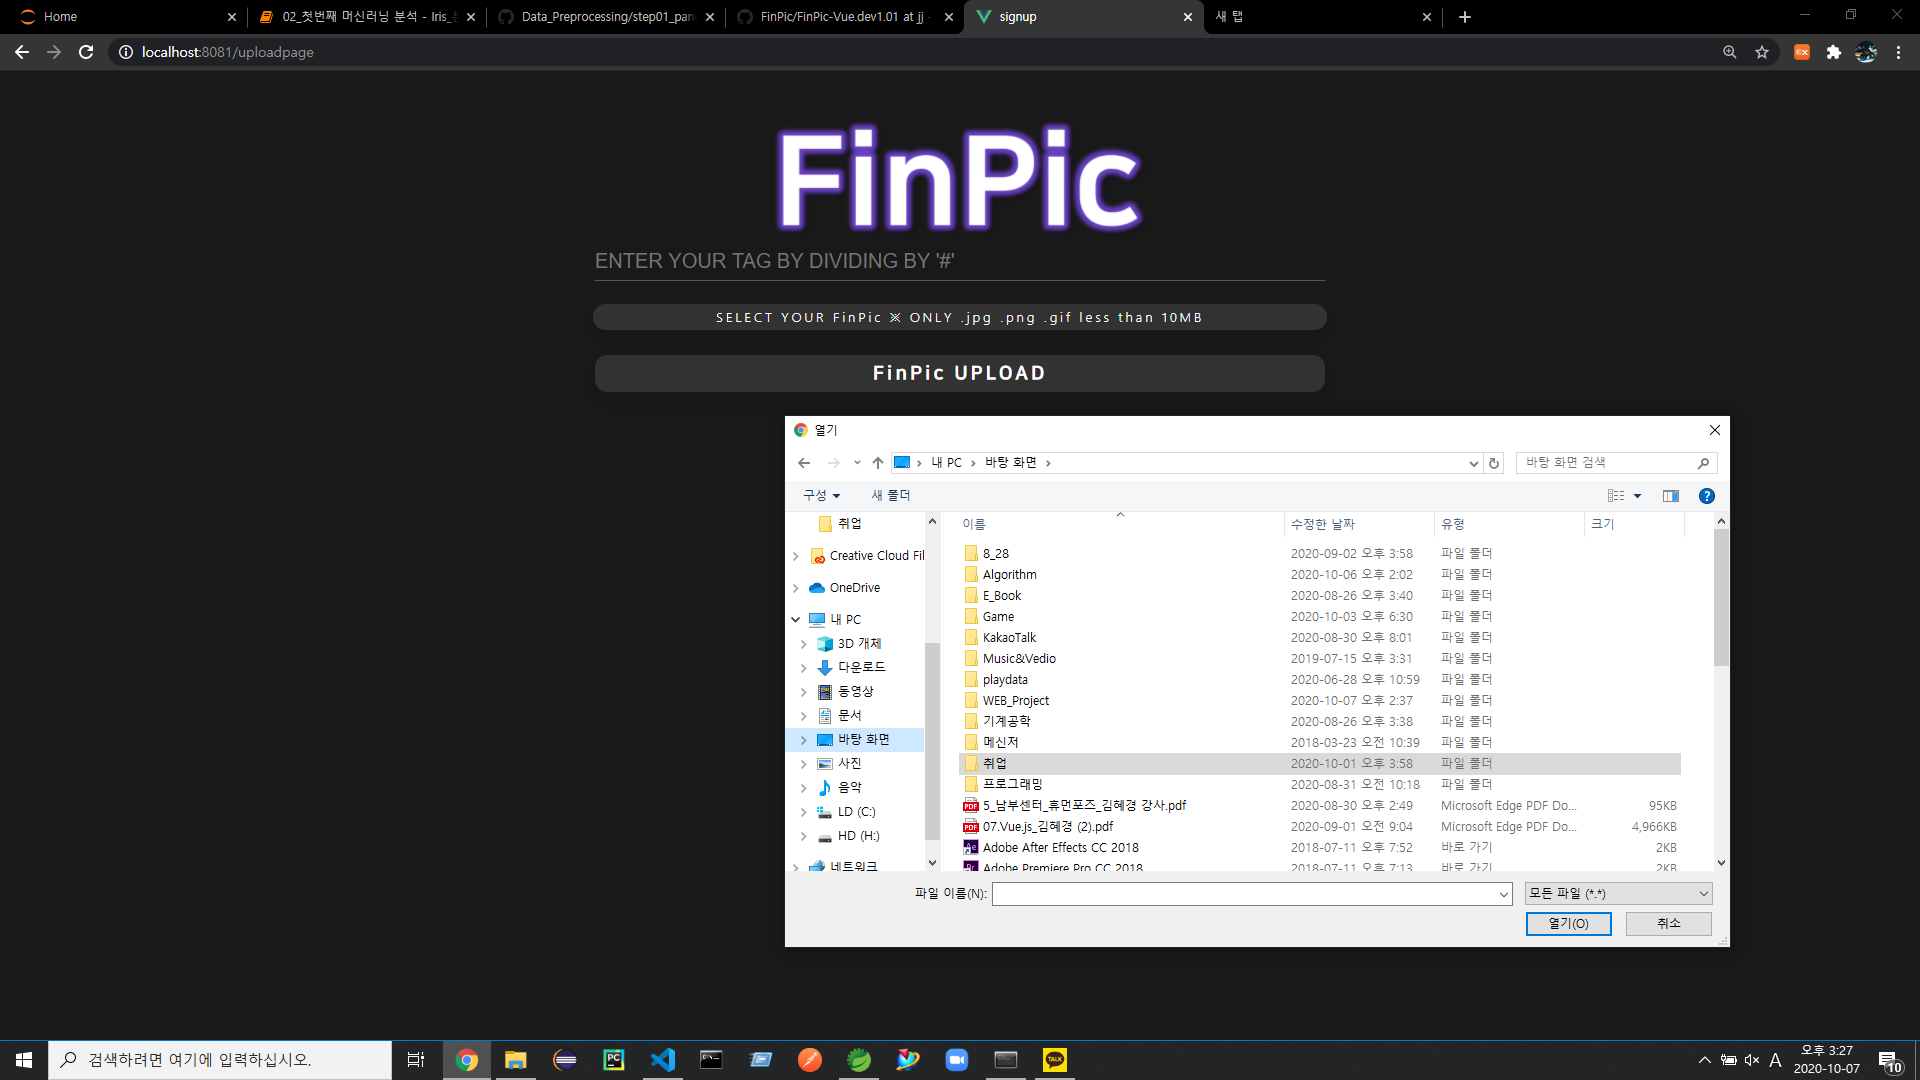 Home
02_첫번째 머신러닝 분석 - Iris_
Data_Preprocessing/step01_pan
FinPic/FinPic-Vue.dev1.01 at jj
signup
새 탭
localhost:8081/uploadpage
FinPic
ENTER YOUR TAG BY DIVIDING BY '#'
SELECT YOUR FinPic ※ ONLY .jpg .png .gif less than 10MB
FinPic UPLOAD
열기
내 PC › 바탕 화면 ›
바탕 화면 검색
구성
새 폴더
취업
Creative Cloud Fil
OneDrive
내 PC
3D 개체
다운로드
동영상
문서
바탕 화면
사진
음악
LD (C:)
HD (H:)
네트워크
이름 수정한 날짜 유형 크기
8_28 2020-09-02 오후 3:58 파일 폴더
Algorithm 2020-10-06 오후 2:02 파일 폴더
E_Book 2020-08-26 오후 3:40 파일 폴더
Game 2020-10-03 오후 6:30 파일 폴더
KakaoTalk 2020-08-30 오후 8:01 파일 폴더
Music&Vedio 2019-07-15 오후 3:31 파일 폴더
playdata 2020-06-28 오후 10:59 파일 폴더
WEB_Project 2020-10-07 오후 2:37 파일 폴더
기계공학 2020-08-26 오후 3:38 파일 폴더
메신저 2018-03-23 오전 10:39 파일 폴더
취업 2020-10-01 오후 3:58 파일 폴더
프로그래밍 2020-08-31 오전 10:18 파일 폴더
5_남부센터_휴먼포즈_김혜경 강사.pdf 2020-08-30 오후 2:49 Microsoft Edge PDF Do... 95KB
07.Vue.js_김혜경 (2).pdf 2020-09-01 오전 9:04 Microsoft Edge PDF Do... 4,966KB
Adobe After Effects CC 2018 2018-07-11 오후 7:52 바로 가기 2KB
Adobe Premiere Pro CC 2018 2018-07-11 오후 7:13 바로 가기 2KB
파일 이름(N):
모든 파일 (*.*)
열기(O)
취소
검색하려면 여기에 입력하십시오.
A
오후 3:27
2020-10-07
10